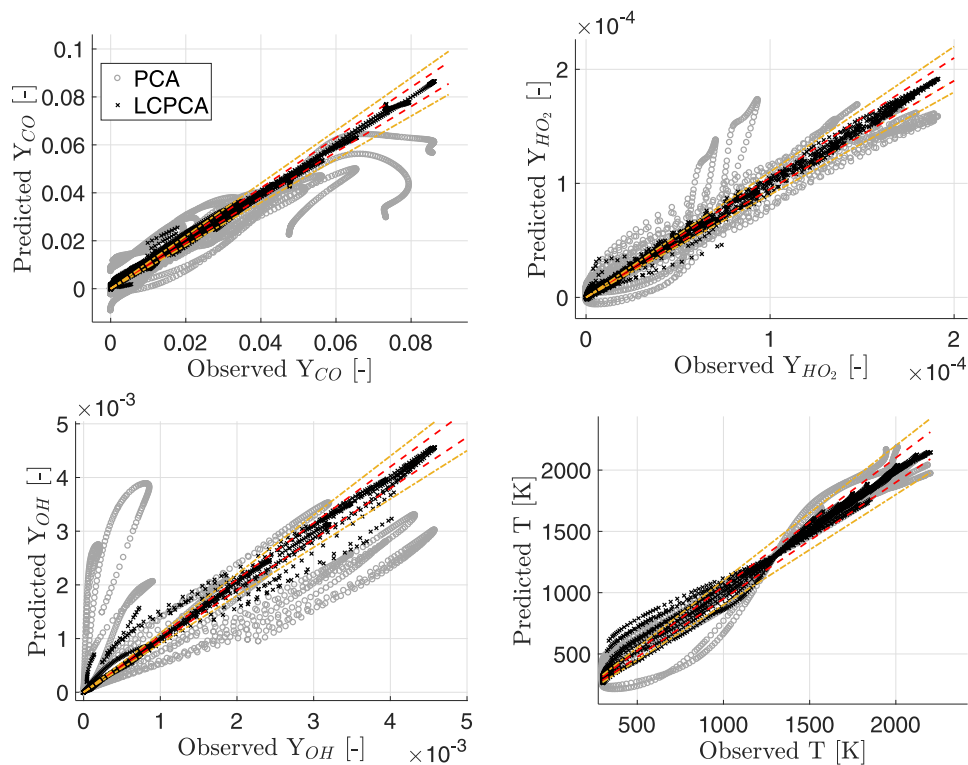 ×10⁻⁴
0.1
0.08
0.06
0.04
0.02
0
Predicted Y_CO [-]
PCA
LCPCA
0 0.02 0.04 0.06 0.08
Observed Y_CO [-]
2
1
0
Predicted Y_HO₂ [-]
0 1 2
Observed Y_HO₂ [-]
×10⁻⁴
×10⁻³
5
4
3
2
1
0
Predicted Y_OH [-]
0 1 2 3 4 5
Observed Y_OH [-]
×10⁻³
2000
1500
1000
500
Predicted T [K]
500 1000 1500 2000
Observed T [K]